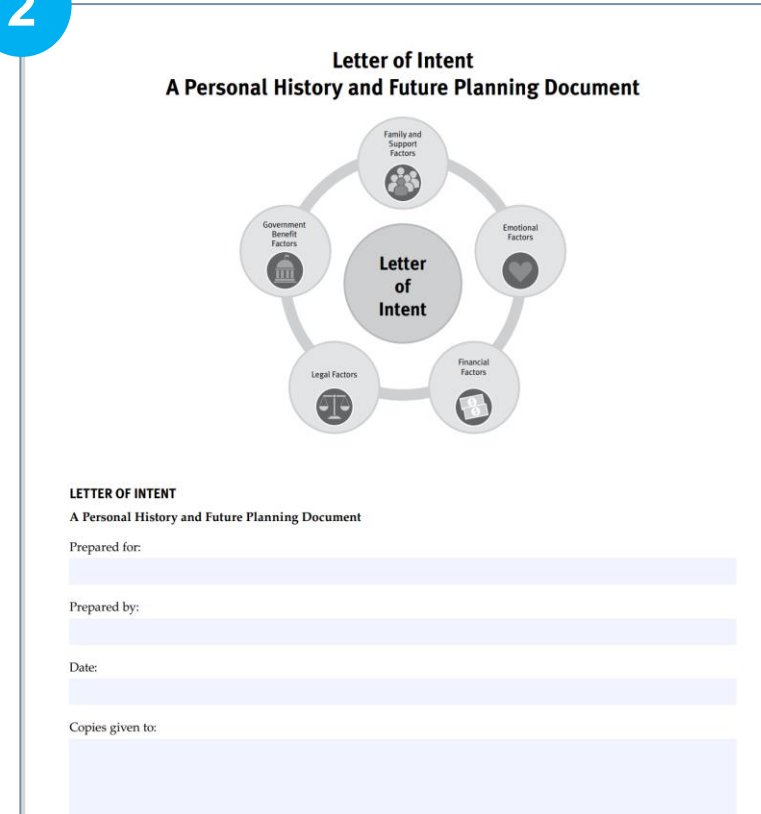 2
Letter of Intent
A Personal History and Future Planning Document
Family and
Support
Factors
Government
Benefit
Factors
Emotional
Factors
Letter
of
Intent
Legal Factors
Financial
Factors
LETTER OF INTENT
A Personal History and Future Planning Document
Prepared for:
Prepared by:
Date:
Copies given to: